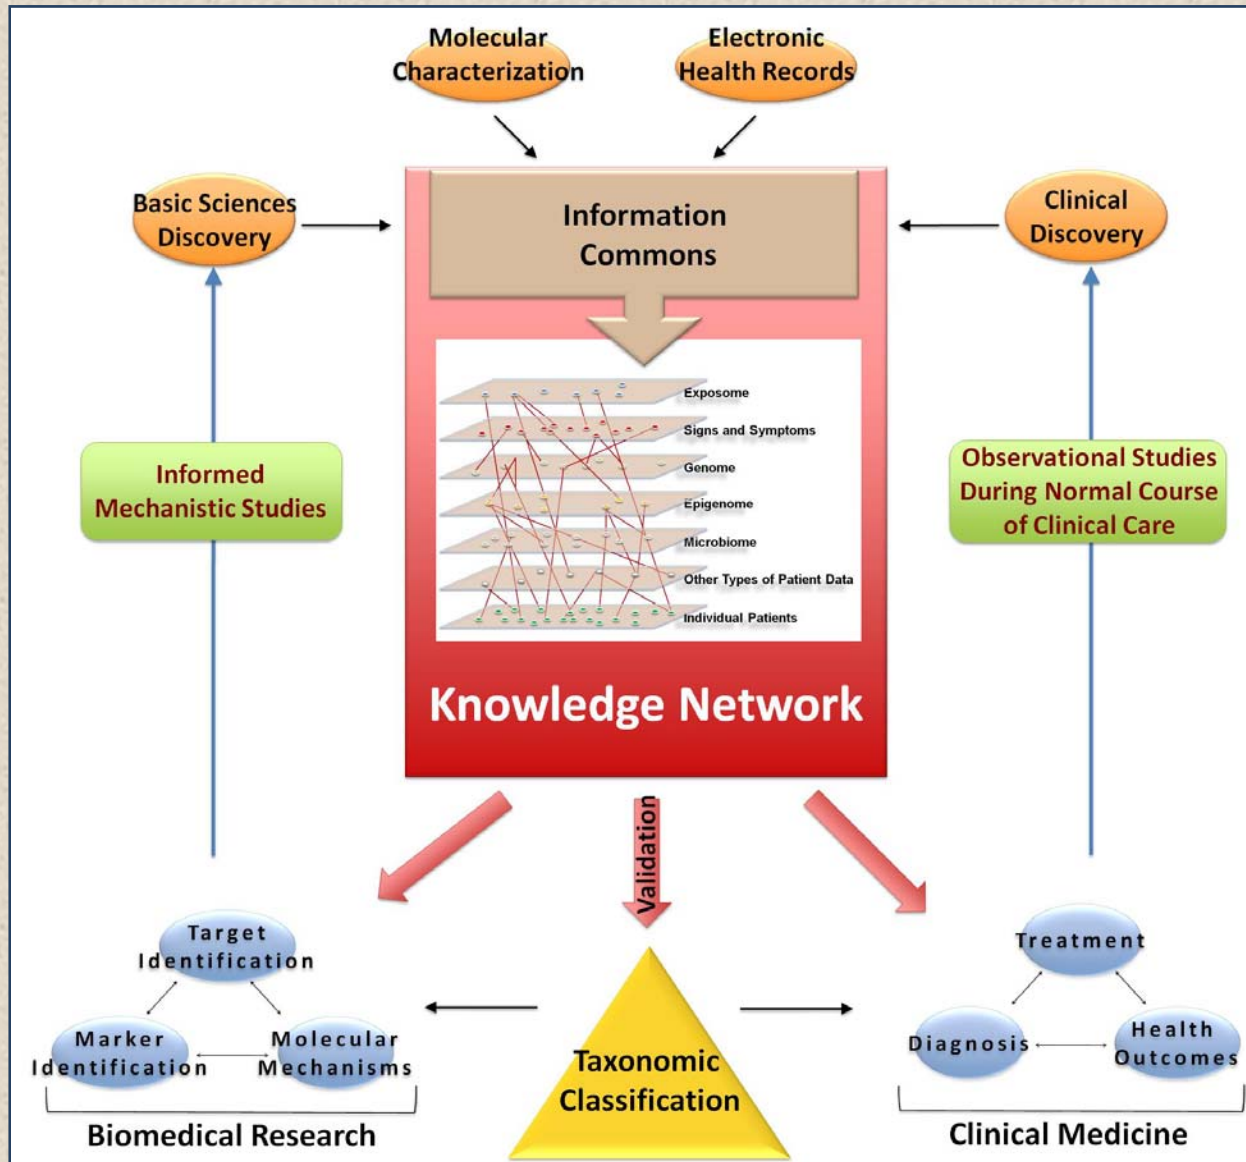 Molecular
Characterization
Electronic
Health Records
Basic Sciences
Discovery
Information
Commons
Clinical
Discovery
Exposome
Signs and Symptoms
Genome
Epigenome
Microbiome
Other Types of Patient Data
Individual Patients
Informed
Mechanistic Studies
Observational Studies
During Normal Course
of Clinical Care
Knowledge Network
Validation
Target
Identification
Marker
Identification
Molecular
Mechanisms
Biomedical Research
Taxonomic
Classification
Treatment
Diagnosis
Health
Outcomes
Clinical Medicine